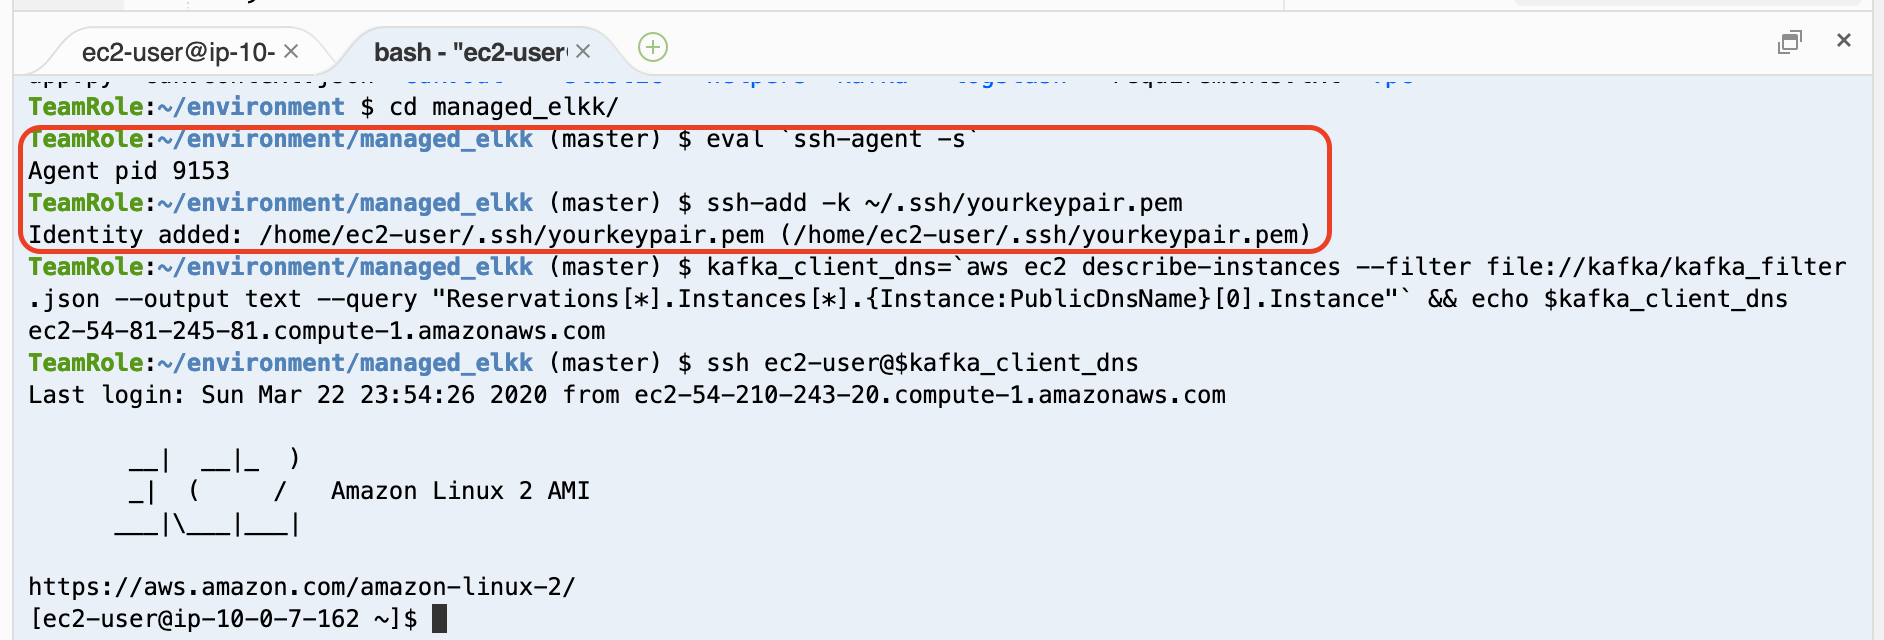 ec2-user@ip-10- ×
bash - "ec2-user ×
TeamRole:~/environment $ cd managed_elkk/
TeamRole:~/environment/managed_elkk (master) $ eval `ssh-agent -s`
Agent pid 9153
TeamRole:~/environment/managed_elkk (master) $ ssh-add -k ~/.ssh/yourkeypair.pem
Identity added: /home/ec2-user/.ssh/yourkeypair.pem (/home/ec2-user/.ssh/yourkeypair.pem)
TeamRole:~/environment/managed_elkk (master) $ kafka_client_dns=`aws ec2 describe-instances --filter file://kafka/kafka_filter
.json --output text --query "Reservations[*].Instances[*].{Instance:PublicDnsName}[0].Instance"` && echo $kafka_client_dns
ec2-54-81-245-81.compute-1.amazonaws.com
TeamRole:~/environment/managed_elkk (master) $ ssh ec2-user@$kafka_client_dns
Last login: Sun Mar 22 23:54:26 2020 from ec2-54-210-243-20.compute-1.amazonaws.com
       __|  __|_  )
       _|  (     /   Amazon Linux 2 AMI
      ___|\___|___|
https://aws.amazon.com/amazon-linux-2/
[ec2-user@ip-10-0-7-162 ~]$